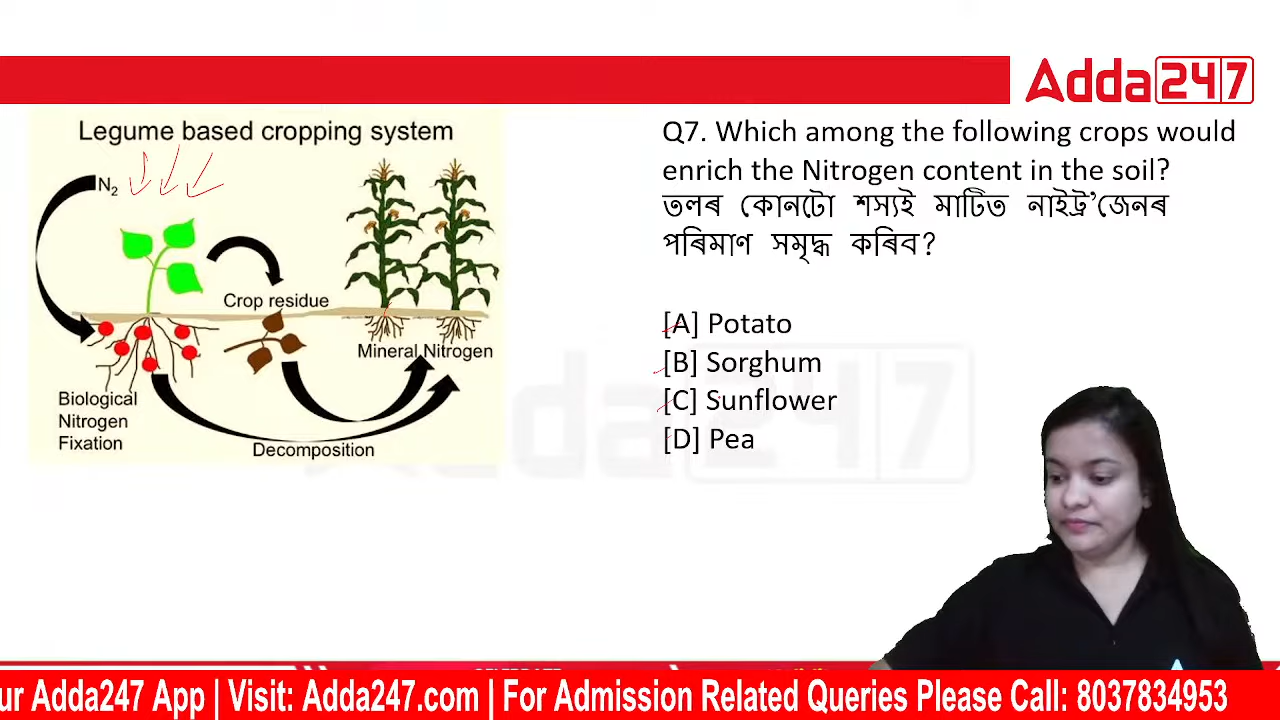 Adda247
Legume based cropping system
N2
Crop residue
Mineral Nitrogen
Biological
Nitrogen
Fixation
Decomposition
Q7. Which among the following crops would
enrich the Nitrogen content in the soil?
তলৰ কোনটো শস্যই মাটিত নাইট্ৰ’জেনৰ
পৰিমাণ সমৃদ্ধ কৰিব?
[A] Potato
[B] Sorghum
[C] Sunflower
[D] Pea
Adda247
ur Adda247 App | Visit: Adda247.com | For Admission Related Queries Please Call: 8037834953